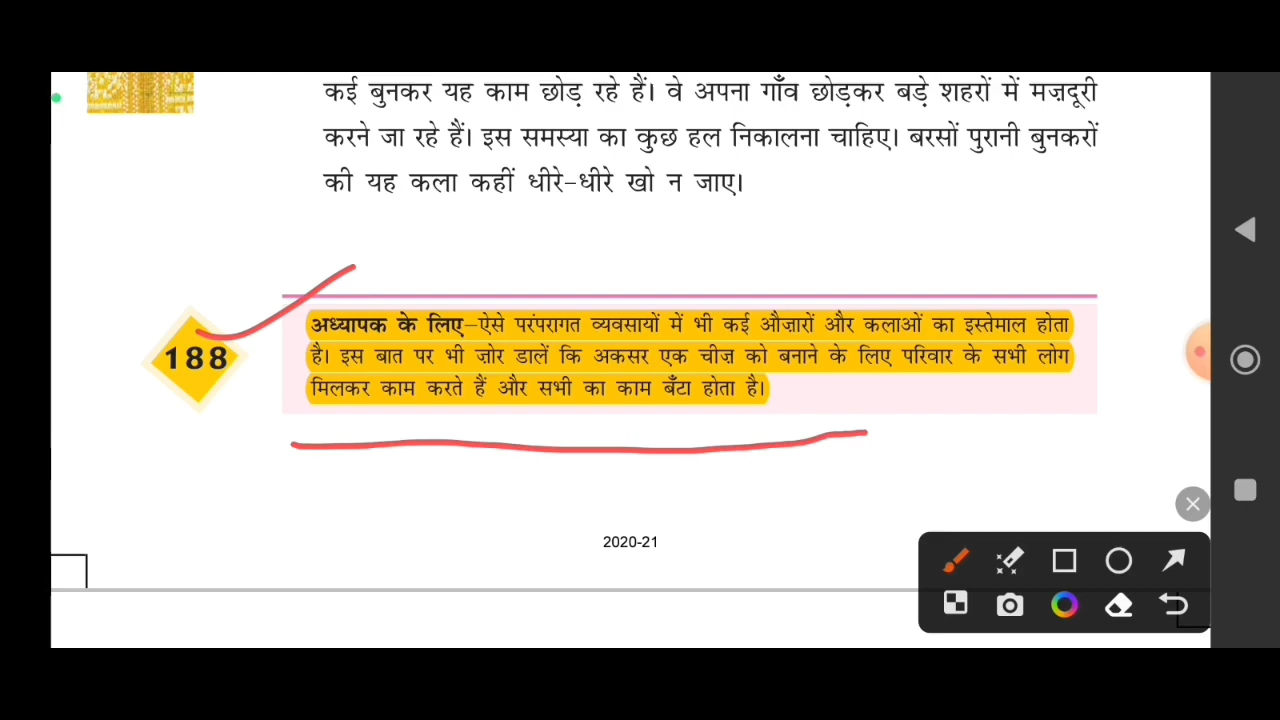 कई बुनकर यह काम छोड़ रहे हैं। वे अपना गाँव छोड़कर बड़े शहरों में मज़दूरी
करने जा रहे हैं। इस समस्या का कुछ हल निकालना चाहिए। बरसों पुरानी बुनकरों
की यह कला कहीं धीरे-धीरे खो न जाए।
188
अध्यापक के लिए–ऐसे परंपरागत व्यवसायों में भी कई औज़ारों और कलाओं का इस्तेमाल होता
है। इस बात पर भी ज़ोर डालें कि अकसर एक चीज़ को बनाने के लिए परिवार के सभी लोग
मिलकर काम करते हैं और सभी का काम बँटा होता है।
2020-21